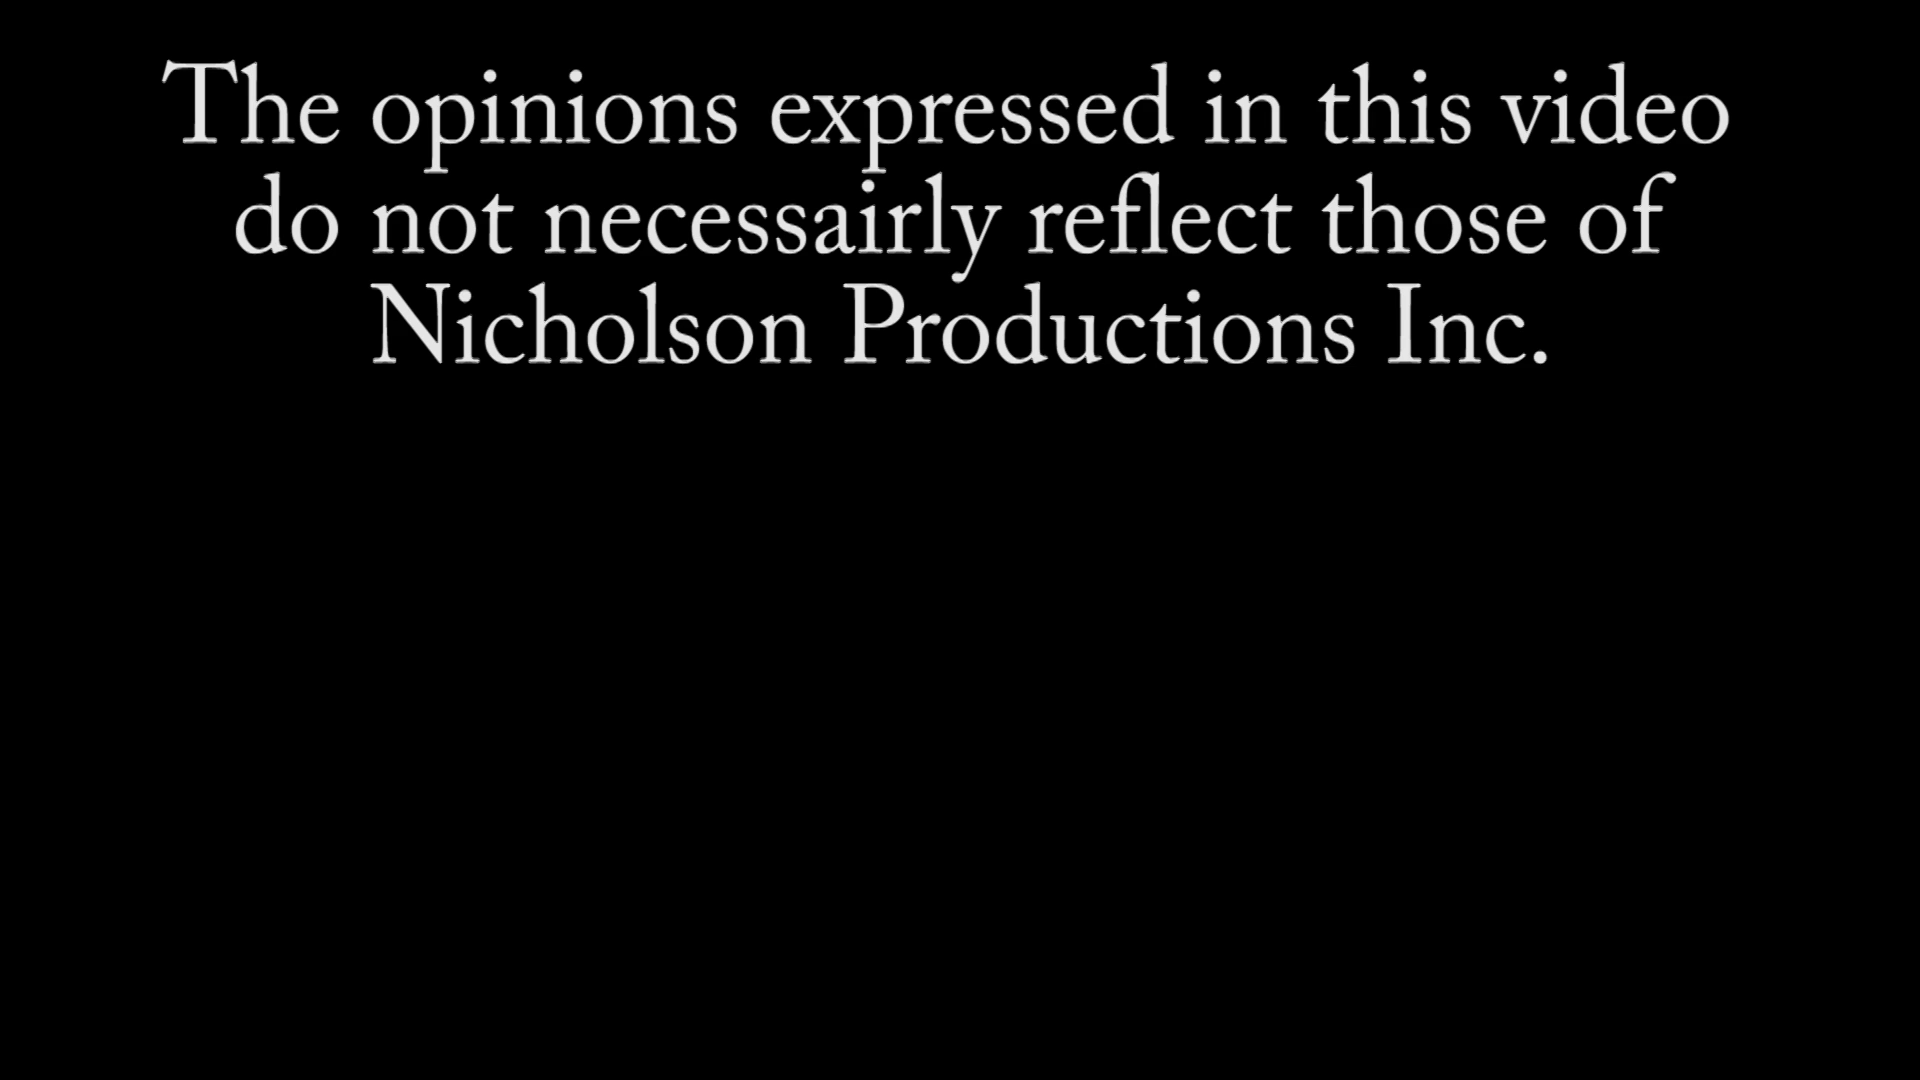 The opinions expressed in this video
do not necessairly reflect those of
Nicholson Productions Inc.